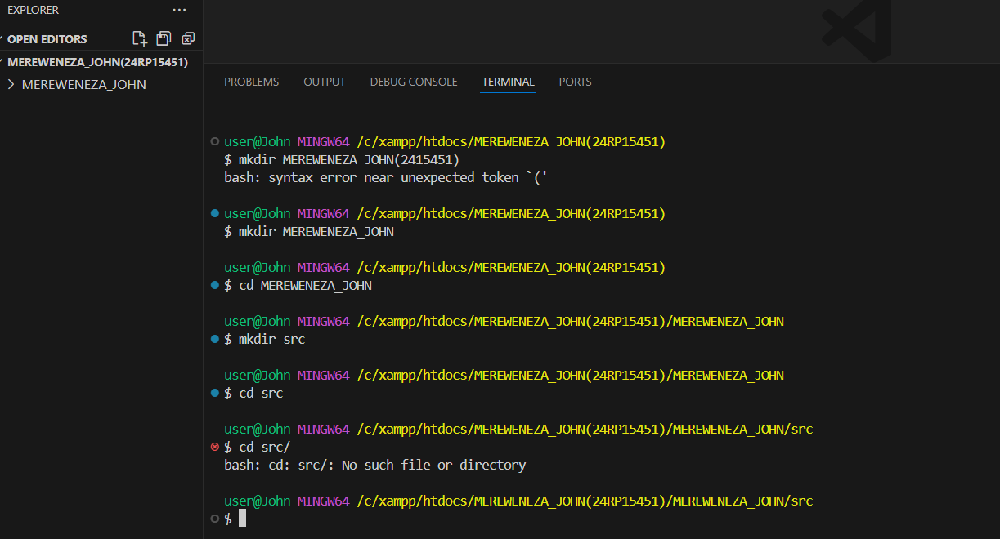 EXPLORER
OPEN EDITORS
MEREWENEZA_JOHN(24RP15451)
MEREWENEZA_JOHN
PROBLEMS OUTPUT DEBUG CONSOLE TERMINAL PORTS
user@John MINGW64 /c/xampp/htdocs/MEREWENEZA_JOHN(24RP15451)
$ mkdir MEREWENEZA_JOHN(2415451)
bash: syntax error near unexpected token `('
user@John MINGW64 /c/xampp/htdocs/MEREWENEZA_JOHN(24RP15451)
$ mkdir MEREWENEZA_JOHN
user@John MINGW64 /c/xampp/htdocs/MEREWENEZA_JOHN(24RP15451)
$ cd MEREWENEZA_JOHN
user@John MINGW64 /c/xampp/htdocs/MEREWENEZA_JOHN(24RP15451)/MEREWENEZA_JOHN
$ mkdir src
user@John MINGW64 /c/xampp/htdocs/MEREWENEZA_JOHN(24RP15451)/MEREWENEZA_JOHN
$ cd src
user@John MINGW64 /c/xampp/htdocs/MEREWENEZA_JOHN(24RP15451)/MEREWENEZA_JOHN/src
$ cd src/
bash: cd: src/: No such file or directory
user@John MINGW64 /c/xampp/htdocs/MEREWENEZA_JOHN(24RP15451)/MEREWENEZA_JOHN/src
$